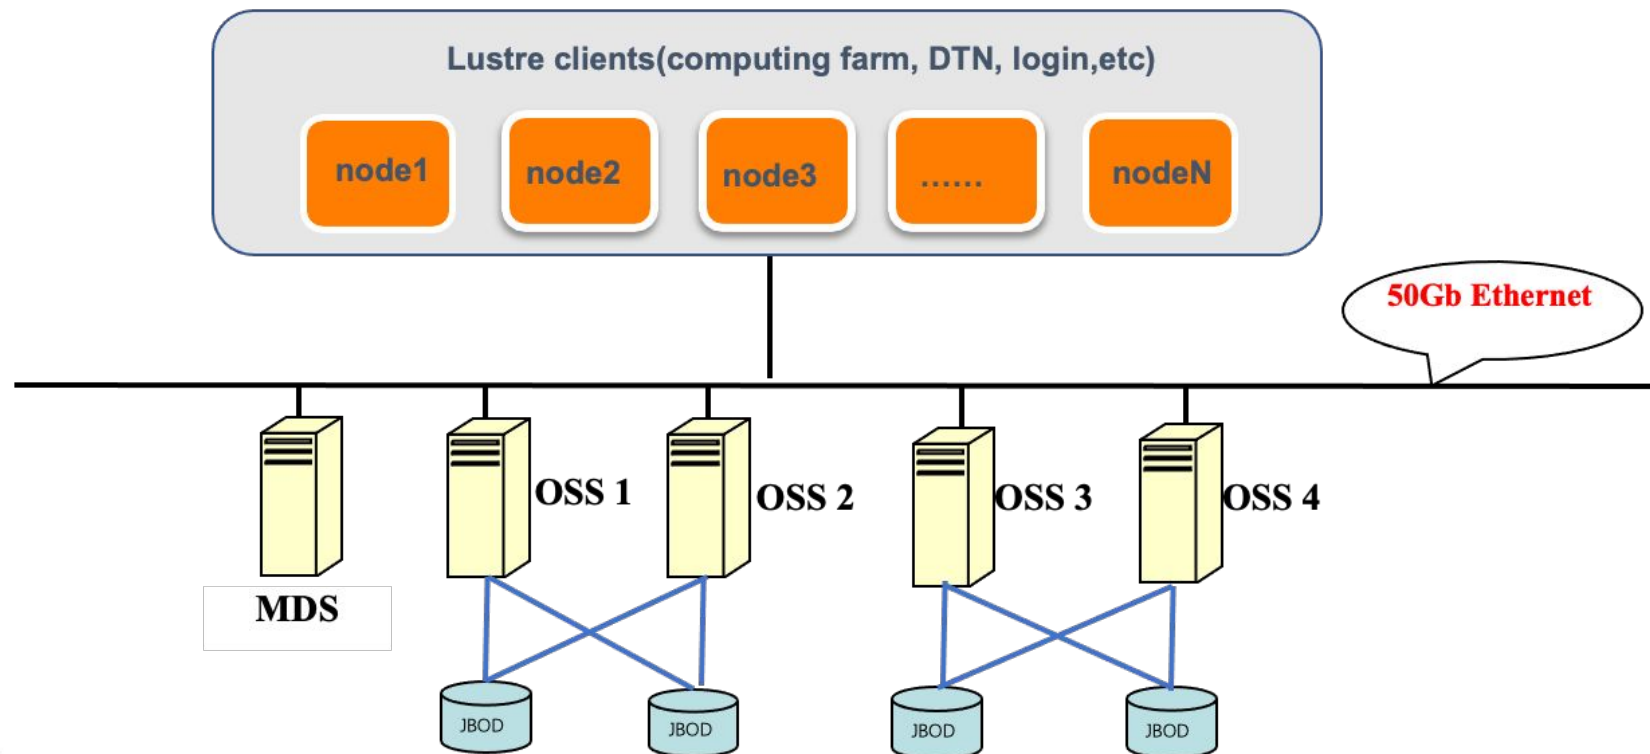 Lustre clients(computing farm, DTN, login,etc)
node1
node2
node3
......
nodeN
50Gb Ethernet
OSS 1
OSS 2
OSS 3
OSS 4
MDS
JBOD
JBOD
JBOD
JBOD